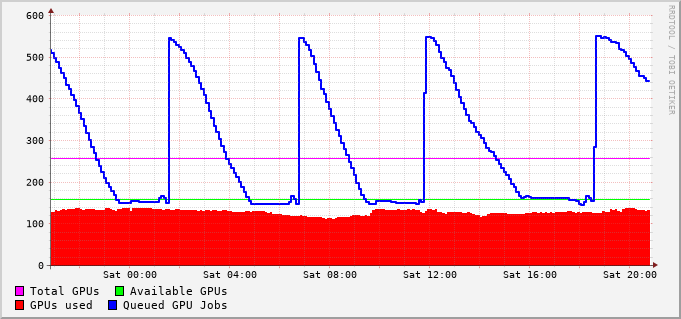 600
500
400
300
200
100
0
Sat 00:00 Sat 04:00 Sat 08:00 Sat 12:00 Sat 16:00 Sat 20:00
Total GPUs Available GPUs
GPUs used Queued GPU Jobs
RRDTOOL / TOBI OETIKER